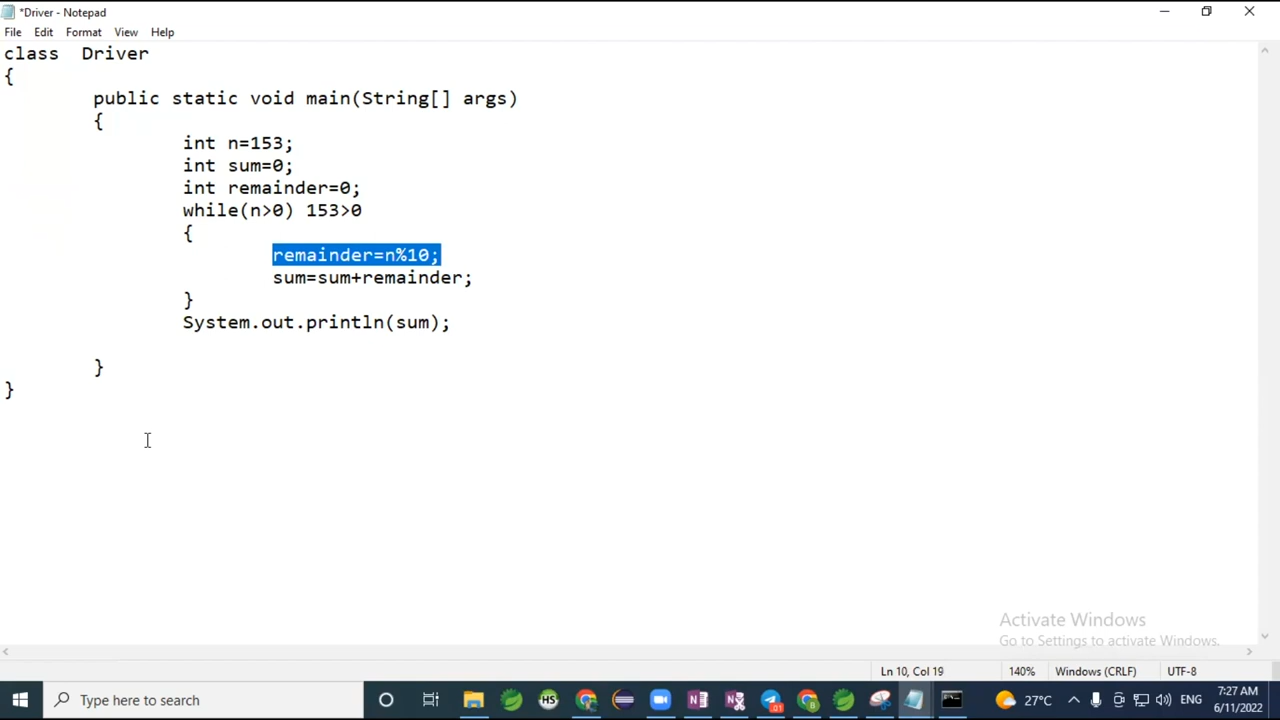 *Driver - Notepad
File Edit Format View Help
class  Driver
{
        public static void main(String[] args)
        {
                int n=153;
                int sum=0;
                int remainder=0;
                while(n>0) 153>0
                {
                        remainder=n%10;
                        sum=sum+remainder;
                }
                System.out.println(sum);
        }
}
Activate Windows
Go to Settings to activate Windows.
Ln 10, Col 19 140% Windows (CRLF) UTF-8
Type here to search HS .01 B 27°C ENG 7:27 AM
6/11/2022